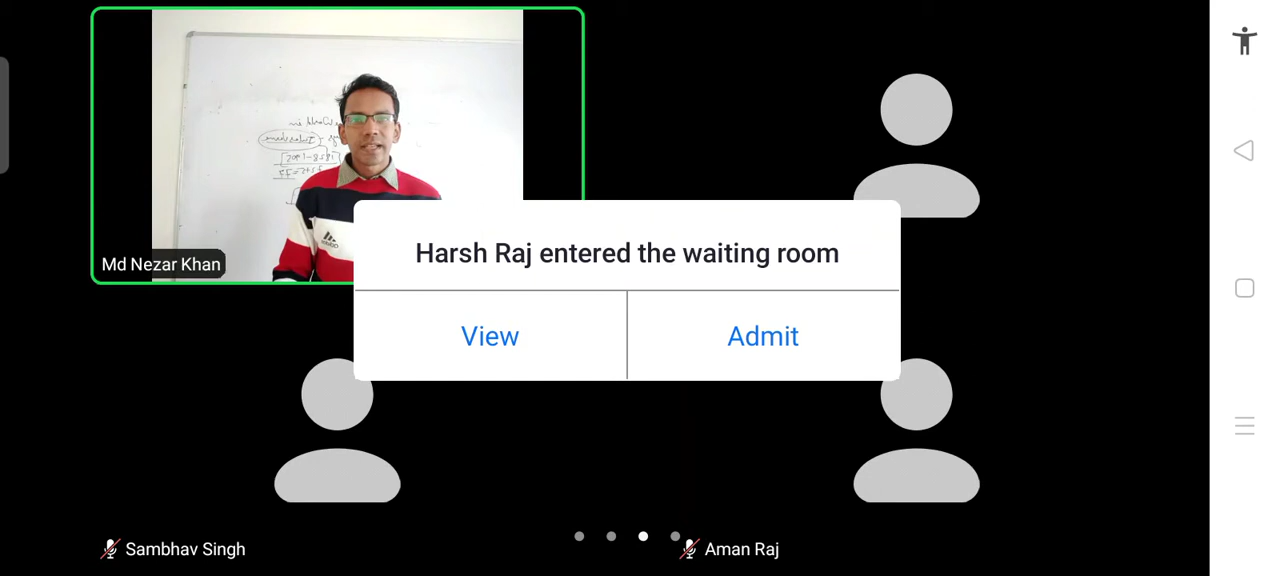 Md Nezar Khan
Harsh Raj entered the waiting room
View
Admit
Sambhav Singh
Aman Raj